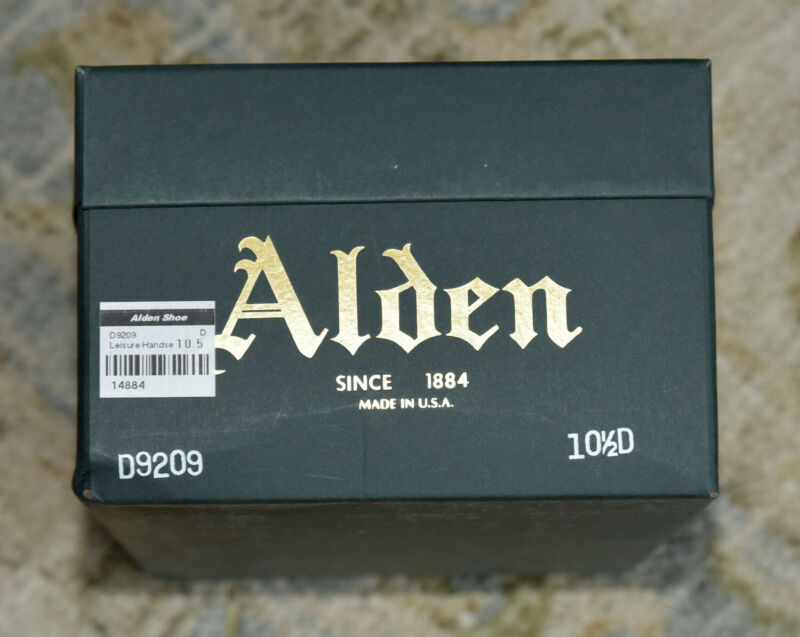 Alden
SINCE 1884
MADE IN U.S.A.
Alden Shoe
D9209 D
Leisure Handse 10.5
14884
D9209
10½D